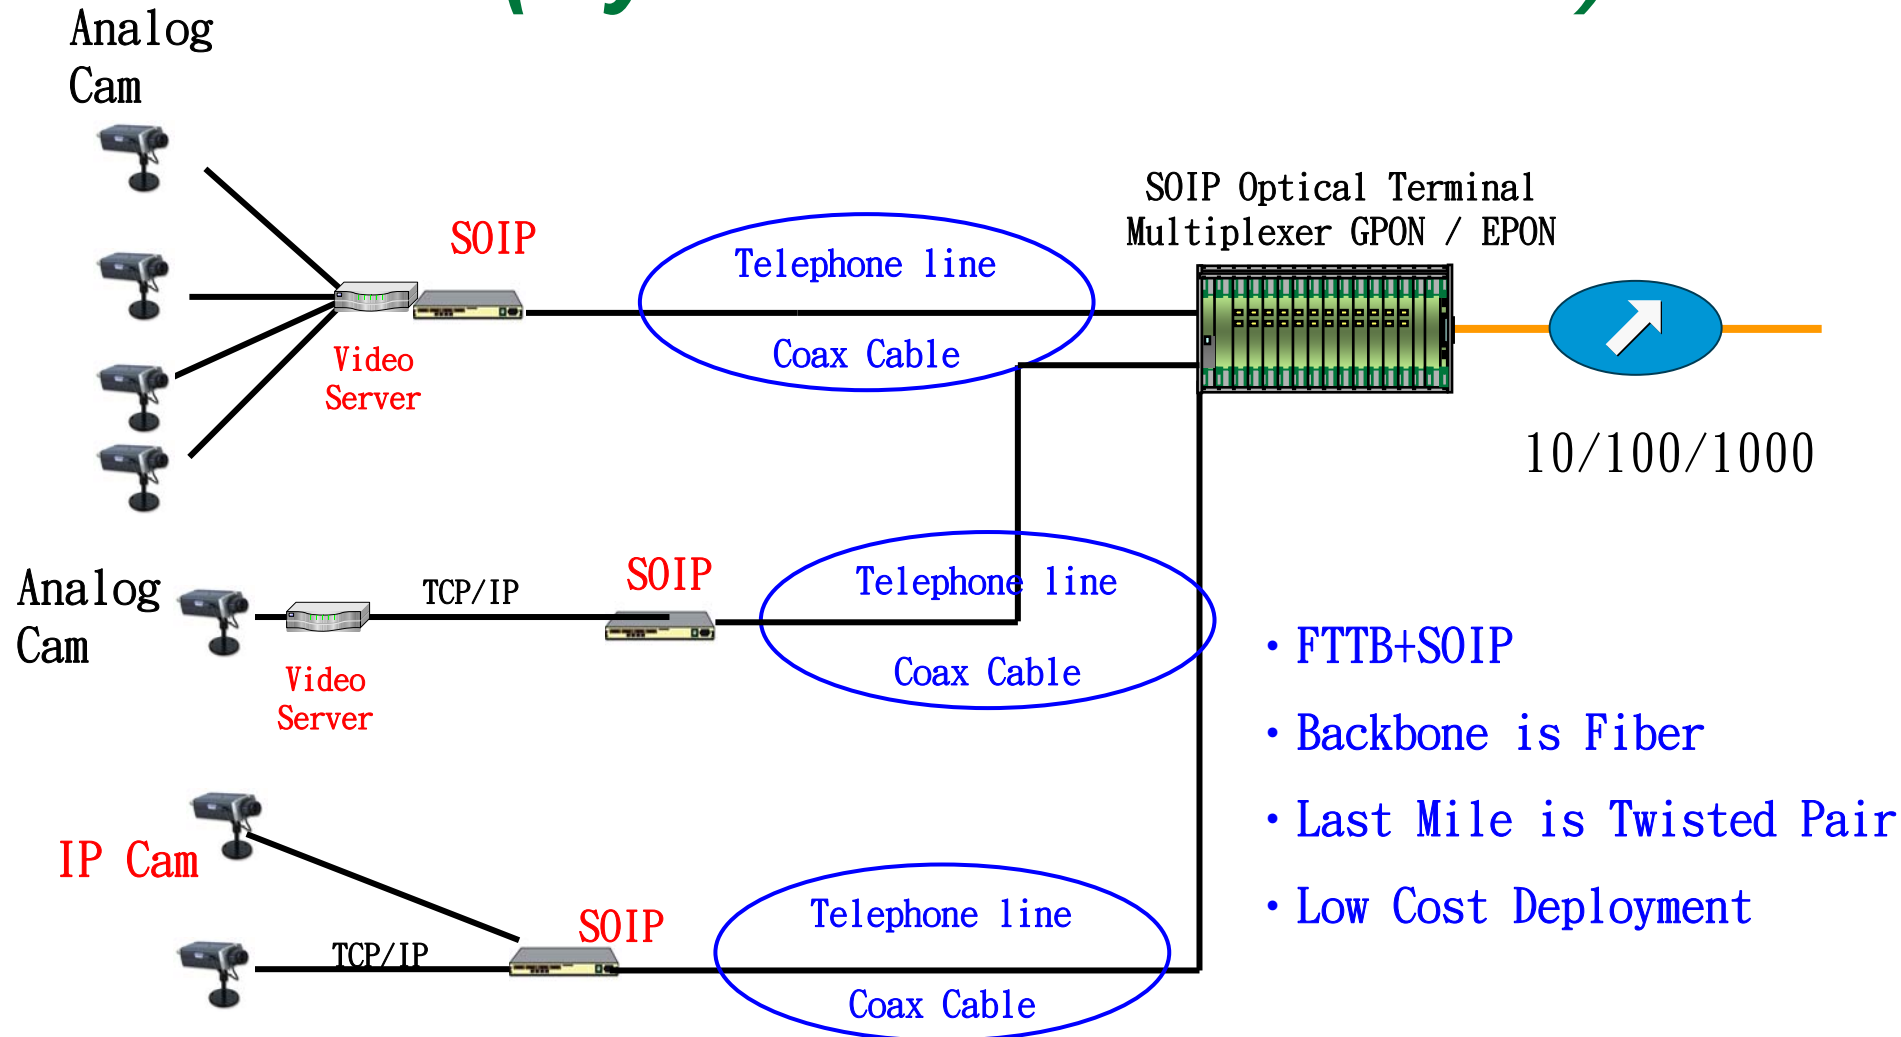 Analog
Cam
SOIP
Telephone line
Coax Cable
Video
Server
SOIP Optical Terminal
Multiplexer GPON / EPON
10/100/1000
Analog
Cam
TCP/IP
SOIP
Telephone line
Coax Cable
Video
Server
IP Cam
TCP/IP
SOIP
Telephone line
Coax Cable
・FTTB+SOIP
・Backbone is Fiber
・Last Mile is Twisted Pair
・Low Cost Deployment